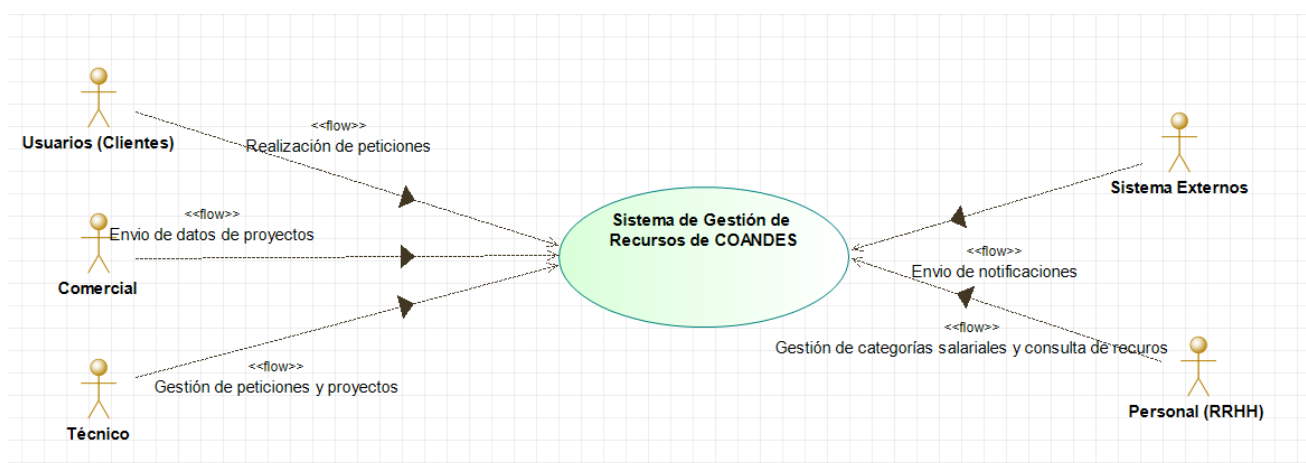 Usuarios (Clientes)
<<flow>>
Realización de peticiones
<<flow>>
Envio de datos de proyectos
Comercial
<<flow>>
Gestión de peticiones y proyectos
Técnico
Sistema de Gestión de
Recursos de COANDES
Sistema Externos
<<flow>>
Envio de notificaciones
<<flow>>
Gestión de categorías salariales y consulta de recuros
Personal (RRHH)